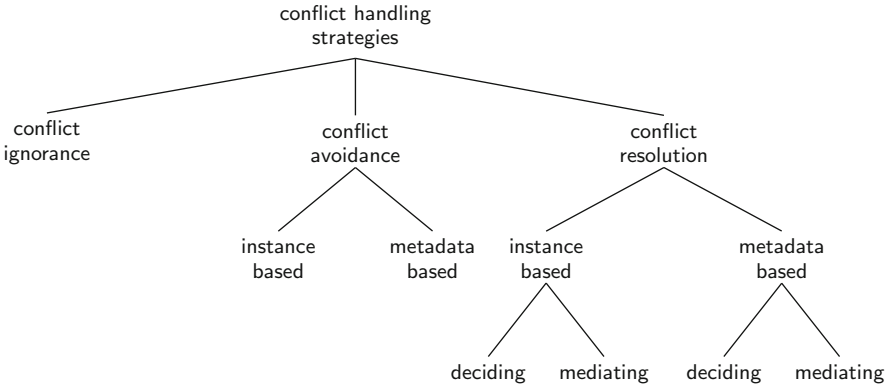 conflict handling
strategies
conflict
ignorance
conflict
avoidance
conflict
resolution
instance
based
metadata
based
instance
based
metadata
based
deciding
mediating
deciding
mediating